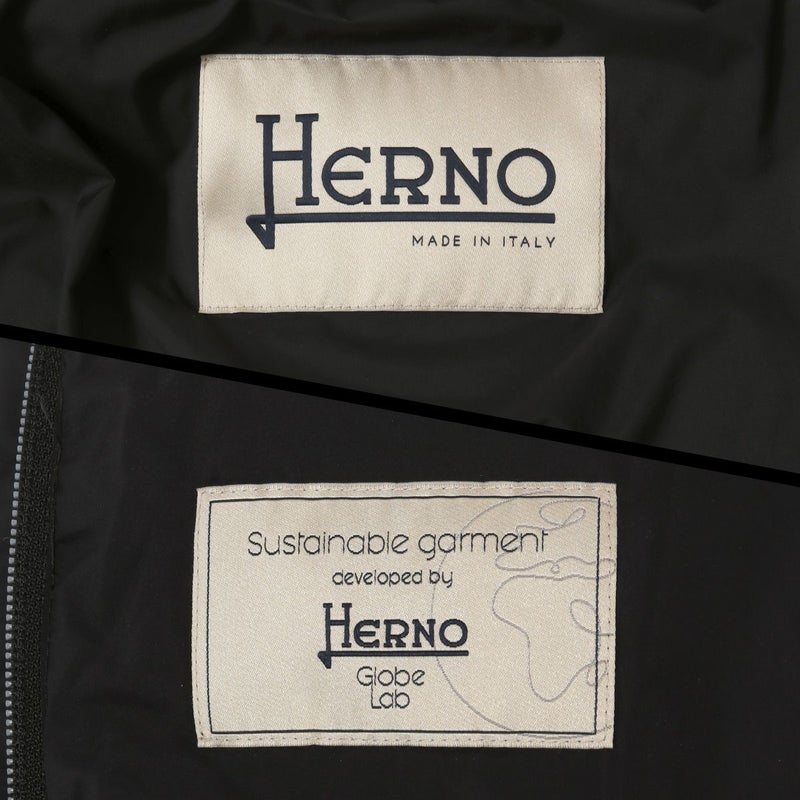 HERNO
MADE IN ITALY
Sustainable garment
developed by
HERNO
Globe
Lab